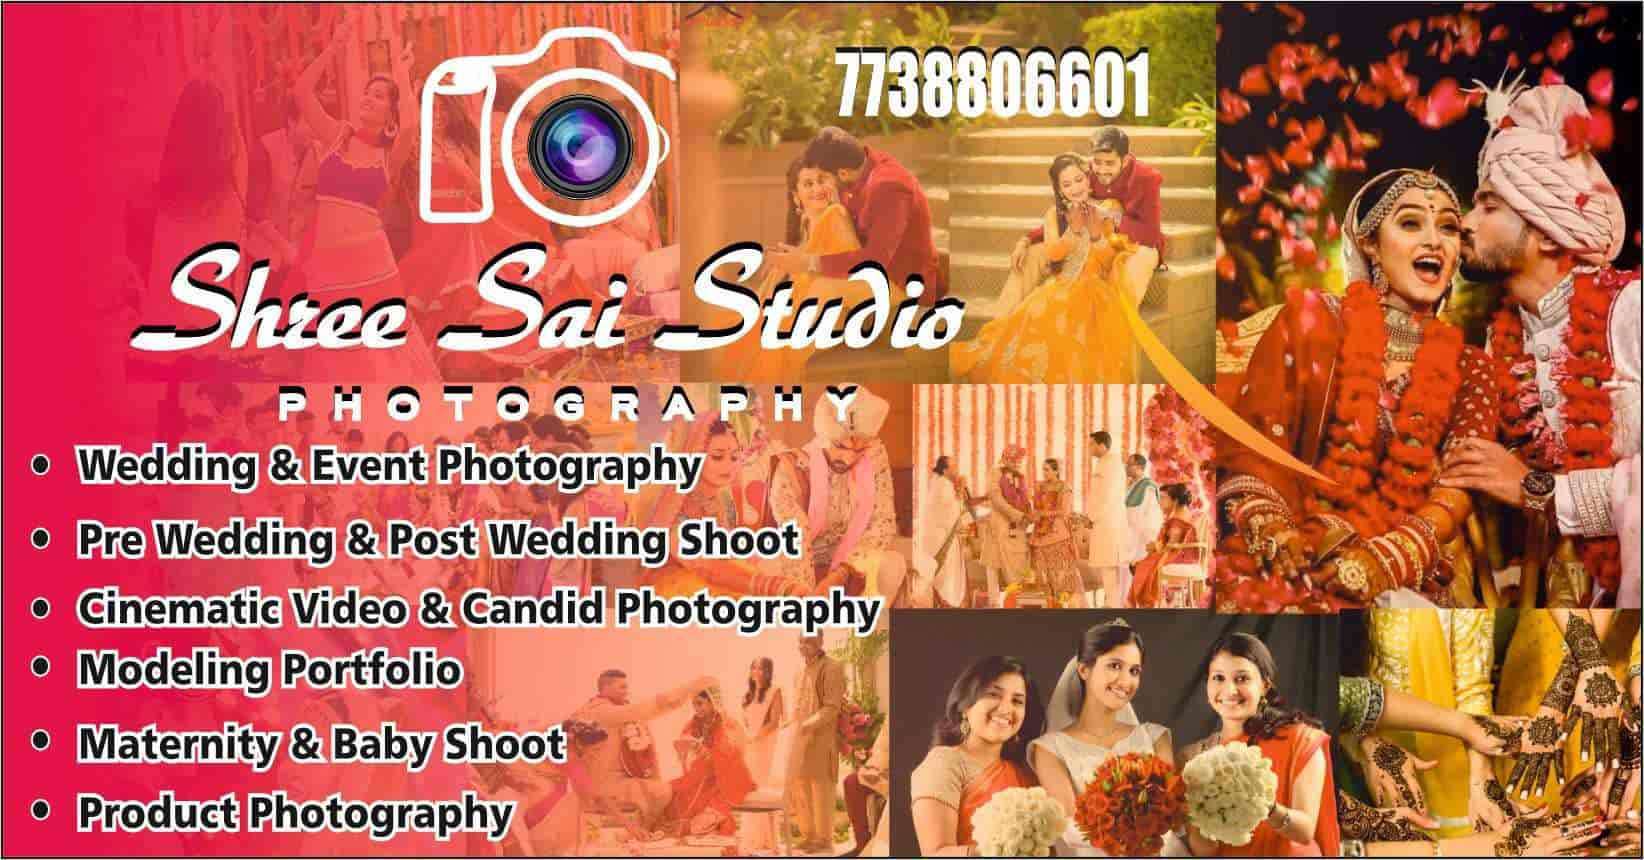 7738806601
Shree Sai Studio
PHOTOGRAPHY
• Wedding & Event Photography
• Pre Wedding & Post Wedding Shoot
• Cinematic Video & Candid Photography
• Modeling Portfolio
• Maternity & Baby Shoot
• Product Photography